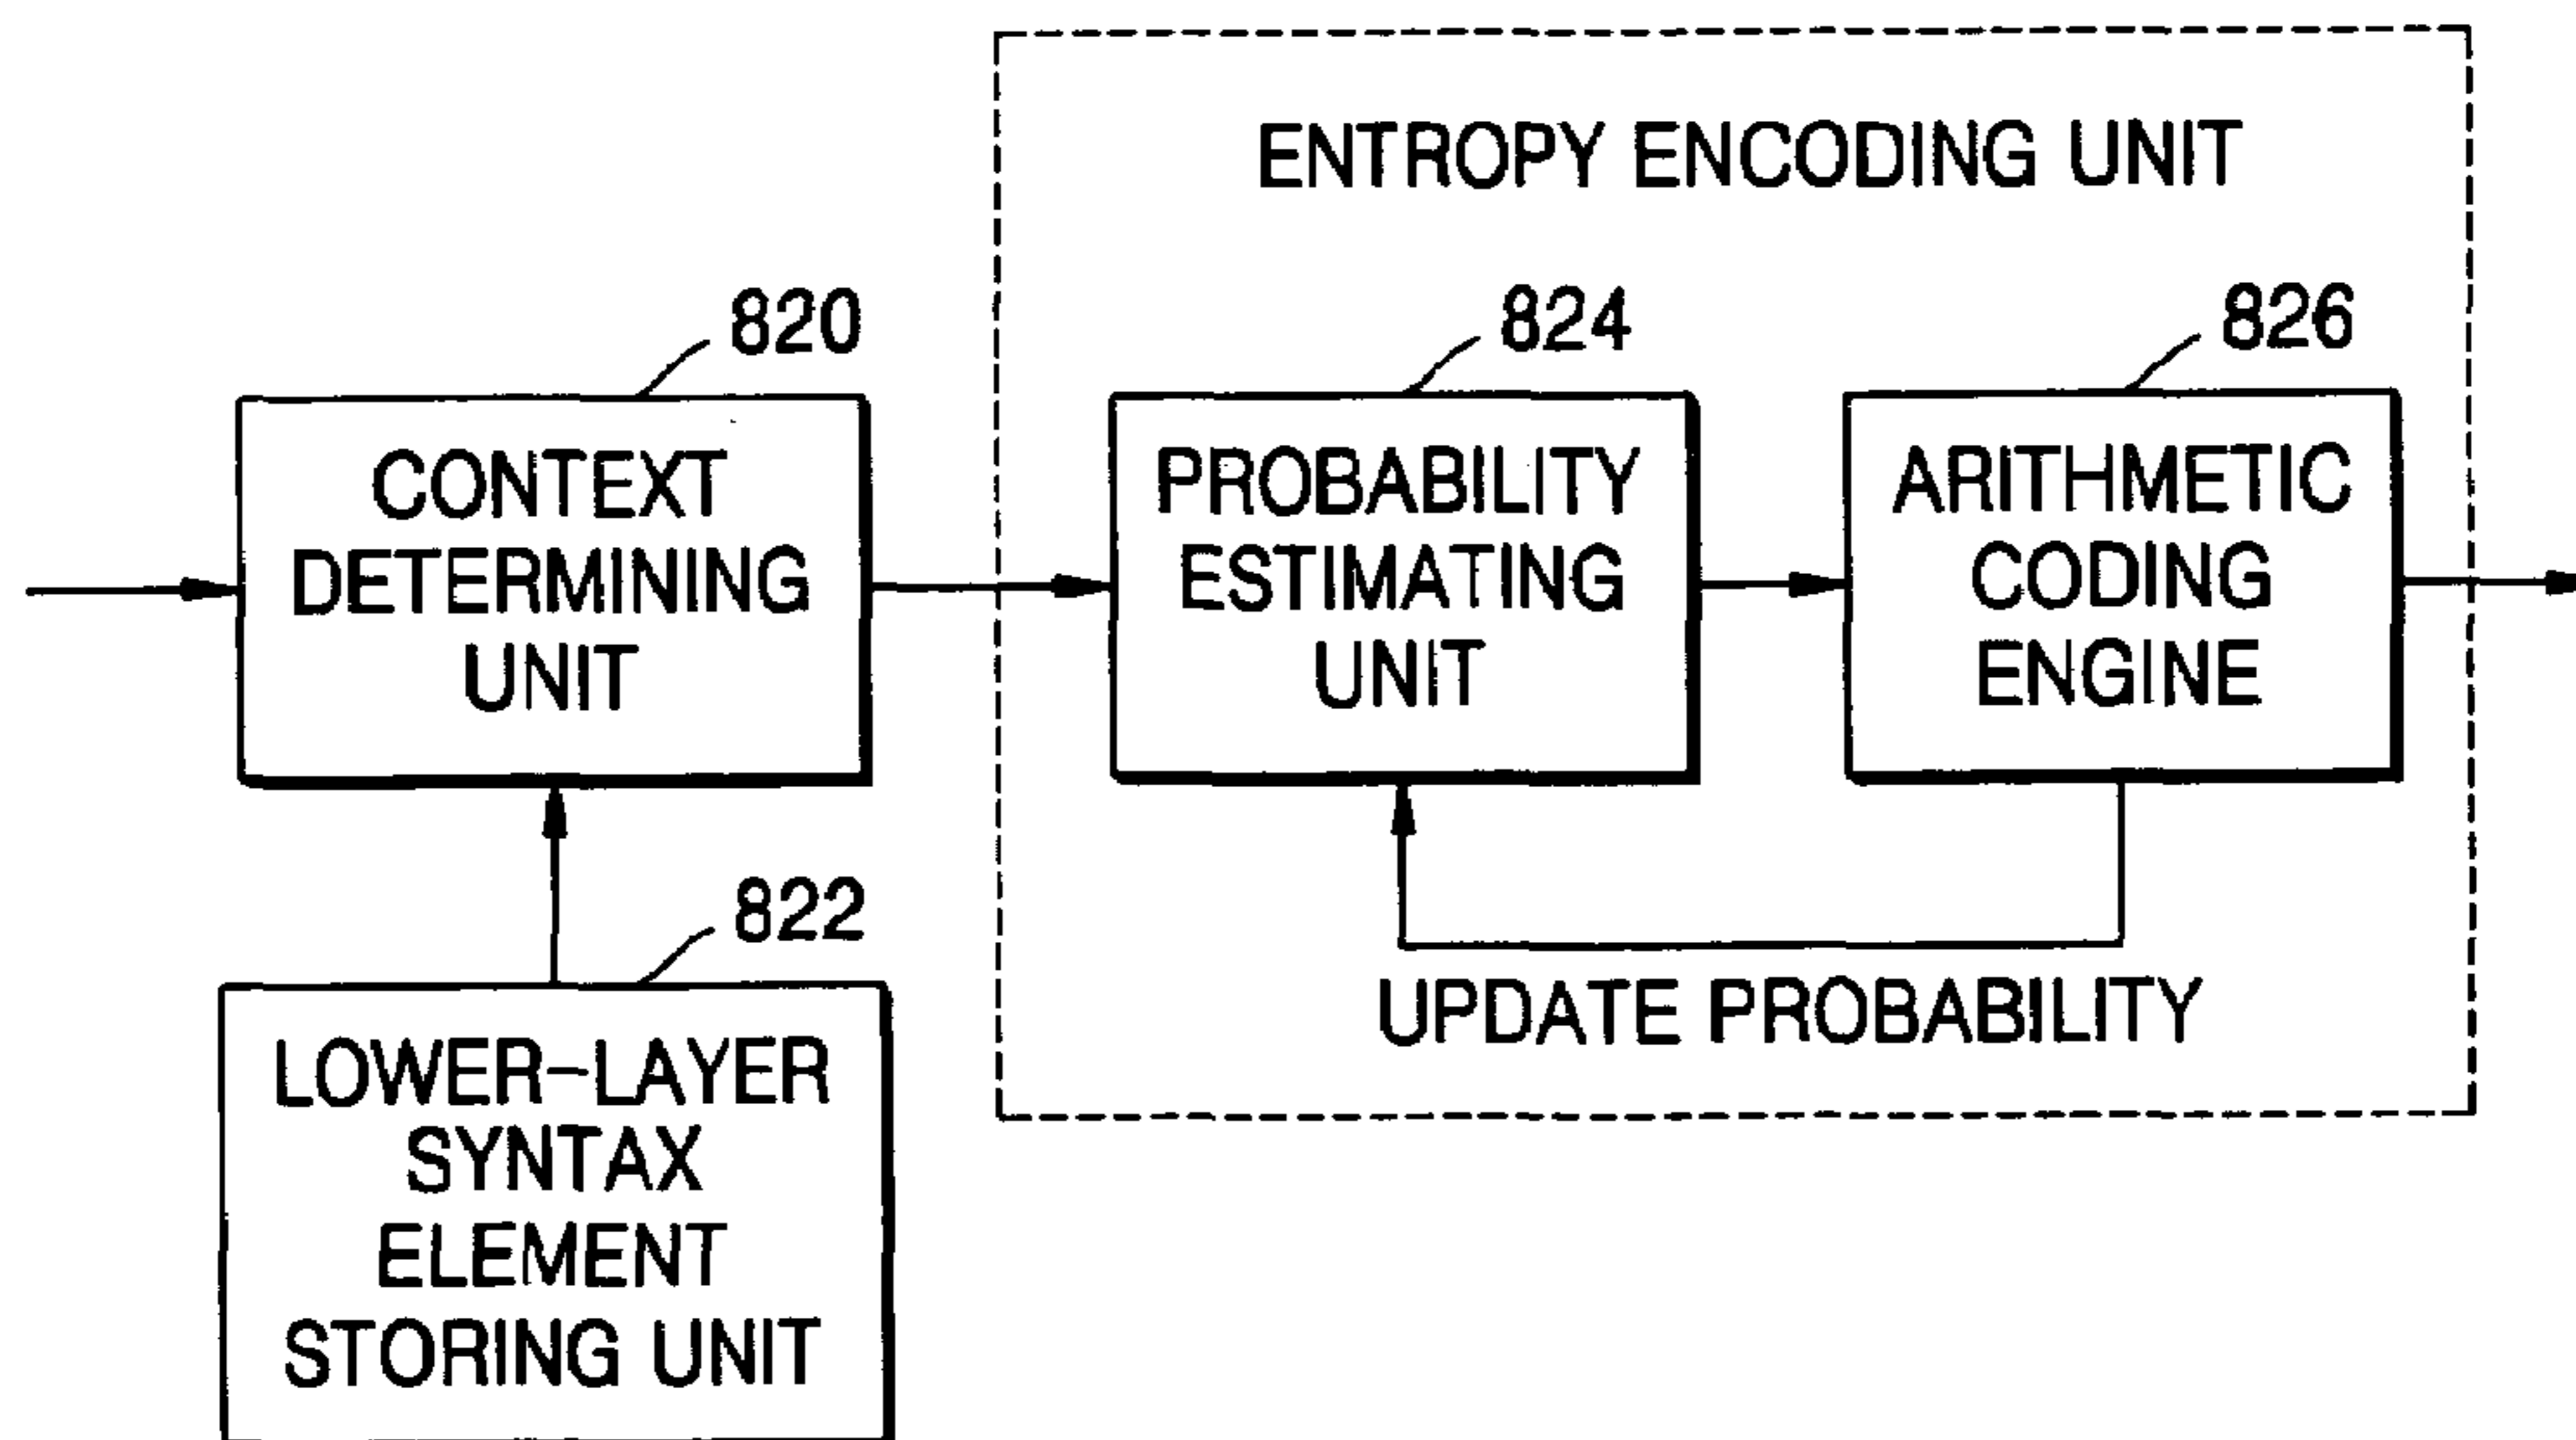 ENTROPY ENCODING UNIT
820
824
826
CONTEXT
DETERMINING
UNIT
PROBABILITY
ESTIMATING
UNIT
ARITHMETIC
CODING
ENGINE
822
UPDATE PROBABILITY
LOWER-LAYER
SYNTAX
ELEMENT
STORING UNIT